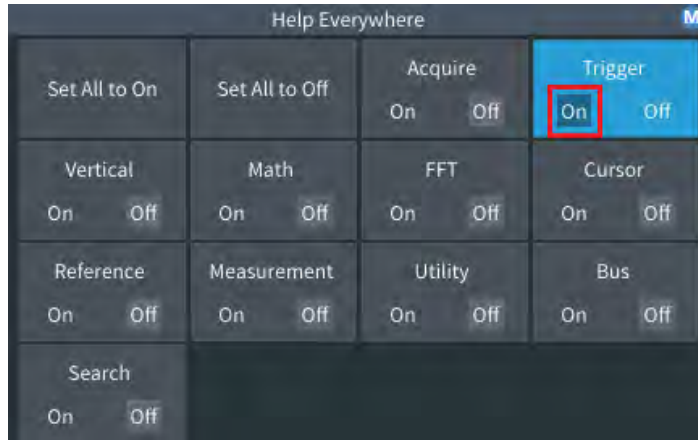 Help Everywhere M
Set All to On Set All to Off Acquire Trigger
On Off On Off
Vertical Math FFT Cursor
On Off On Off On Off On Off
Reference Measurement Utility Bus
On Off On Off On Off On Off
Search
On Off